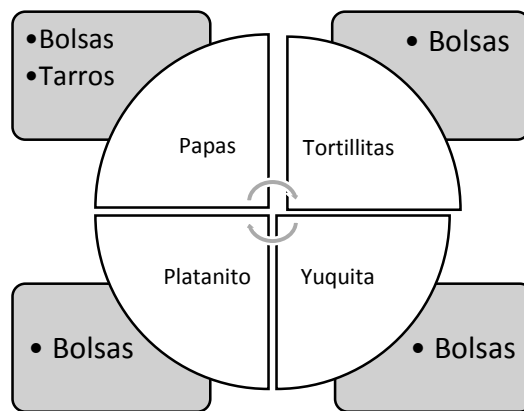 •Bolsas
•Tarros
• Bolsas
Papas
Tortillitas
Platanito
Yuquita
• Bolsas
• Bolsas